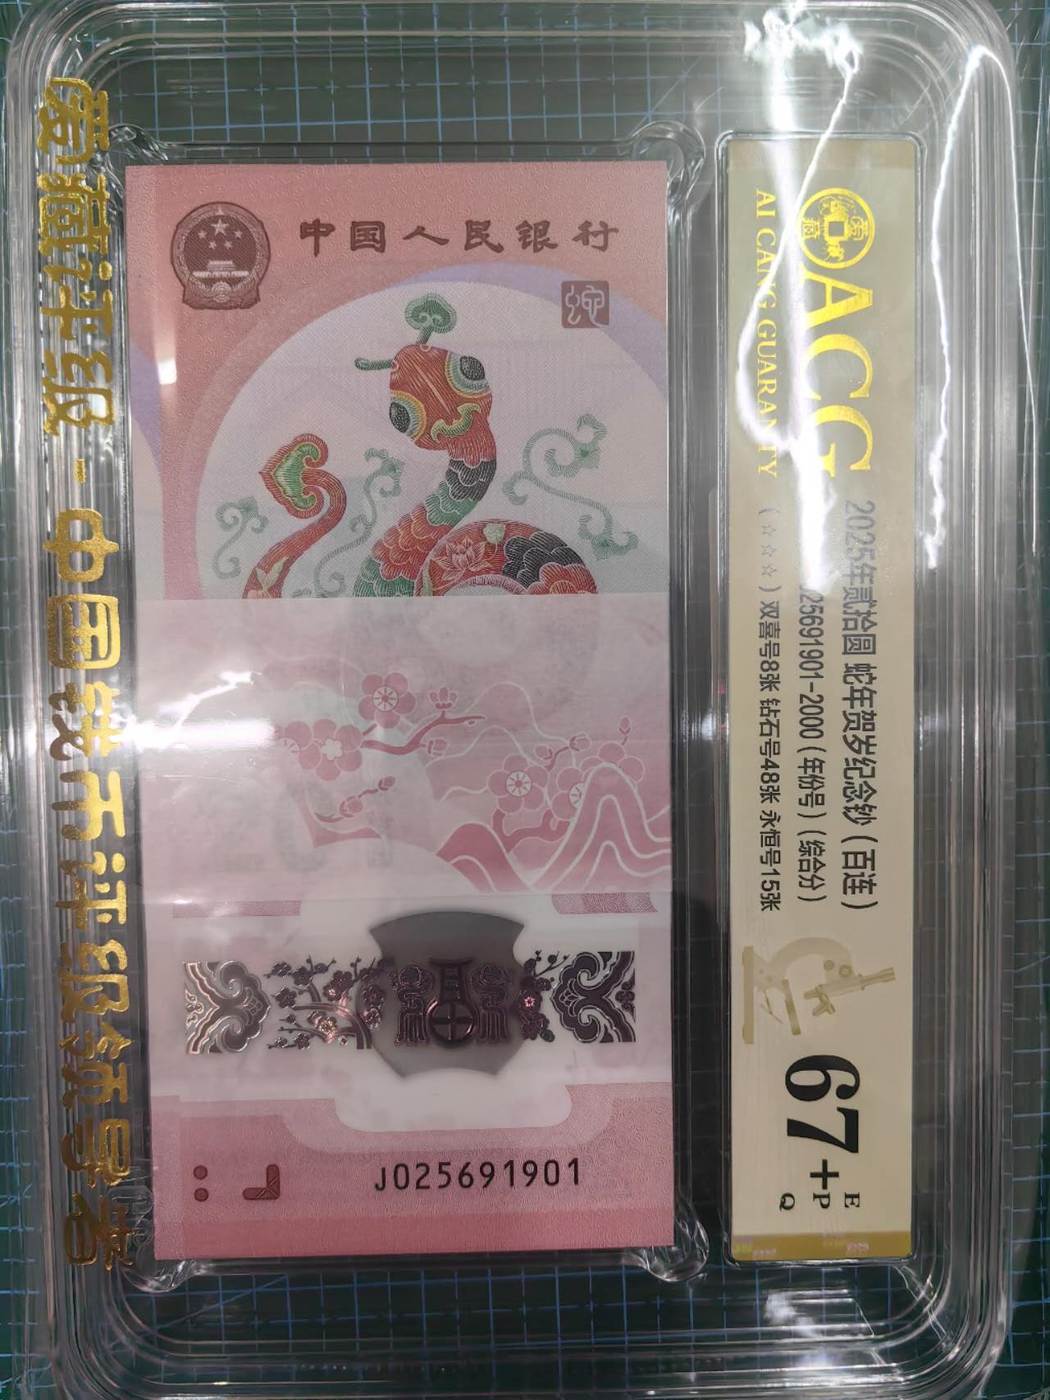 爱藏评级-中国钱币评级领导者
中国人民银行
蛇
J025691901
ACG
AI CANG GUARANTY
2025年贰拾圆 蛇年贺岁纪念钞(百连)
25691901-2000(年份号)(综合分)
(☆☆☆)双喜号8张 钻石号48张 永恒号15张
67+
E
P
Q